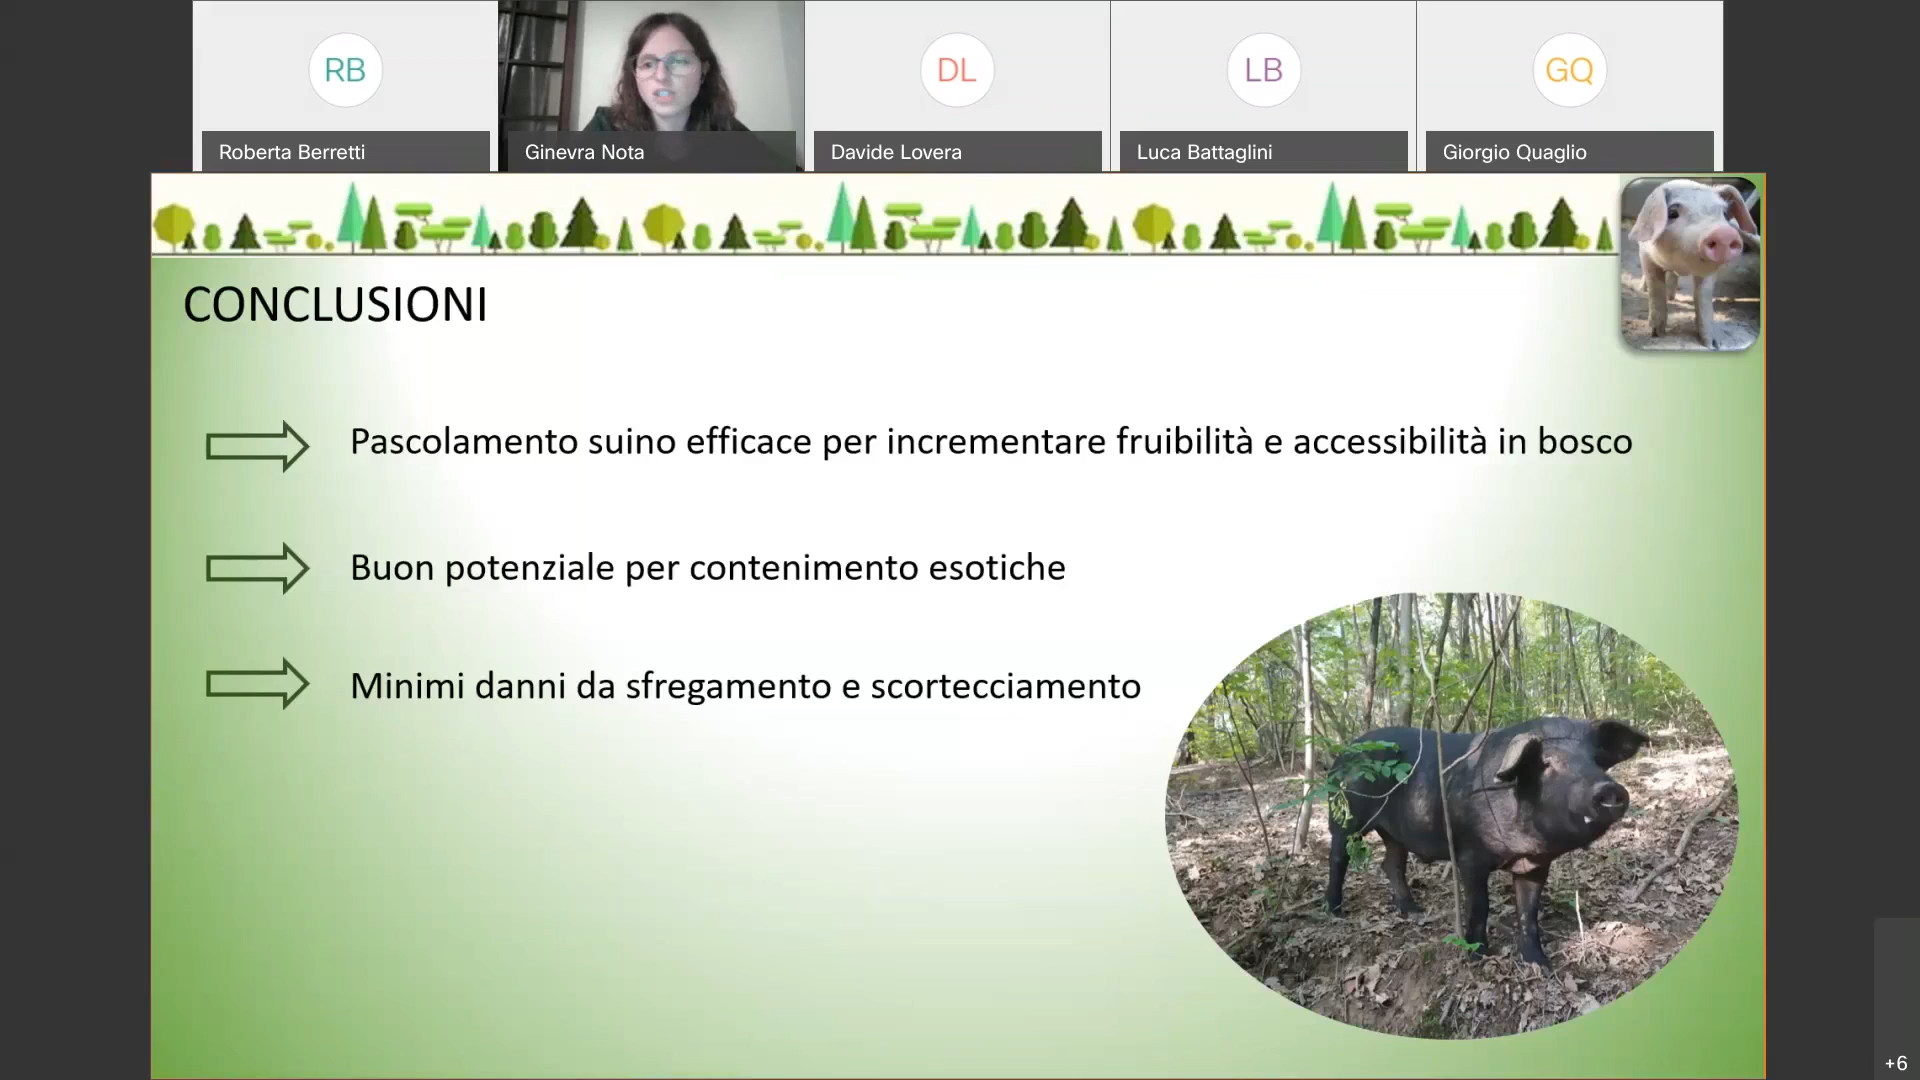 RB
DL
LB
GQ
Roberta Berretti
Ginevra Nota
Davide Lovera
Luca Battaglini
Giorgio Quaglio
CONCLUSIONI
Pascolamento suino efficace per incrementare fruibilità e accessibilità in bosco
Buon potenziale per contenimento esotiche
Minimi danni da sfregamento e scortecciamento
+6